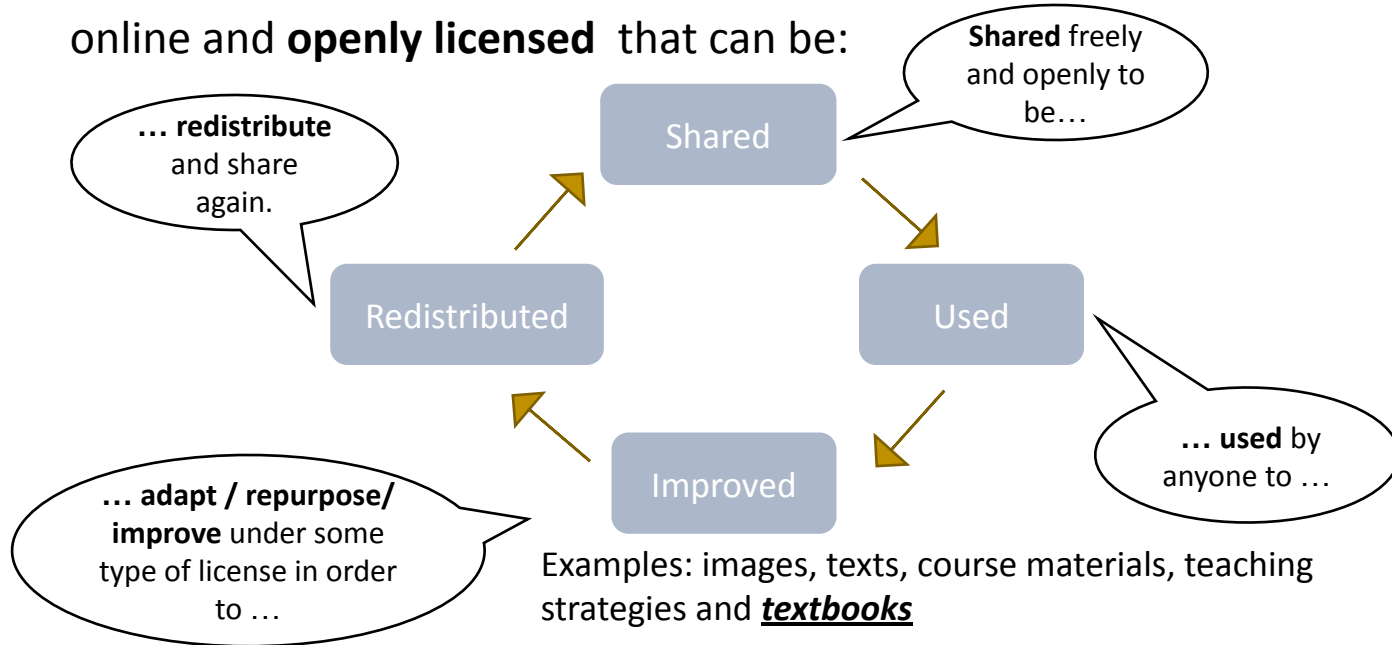 online and openly licensed that can be:
Shared freely
and openly to
be…
Shared
… redistribute
and share
again.
Redistributed
Used
… used by
anyone to …
Improved
… adapt / repurpose/
improve under some
type of license in order
to …
Examples: images, texts, course materials, teaching
strategies and textbooks